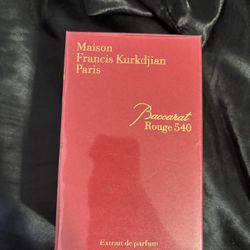 Maison
Francis Kurkdjian
Paris
Baccarat
Rouge 540
Extrait de parfum